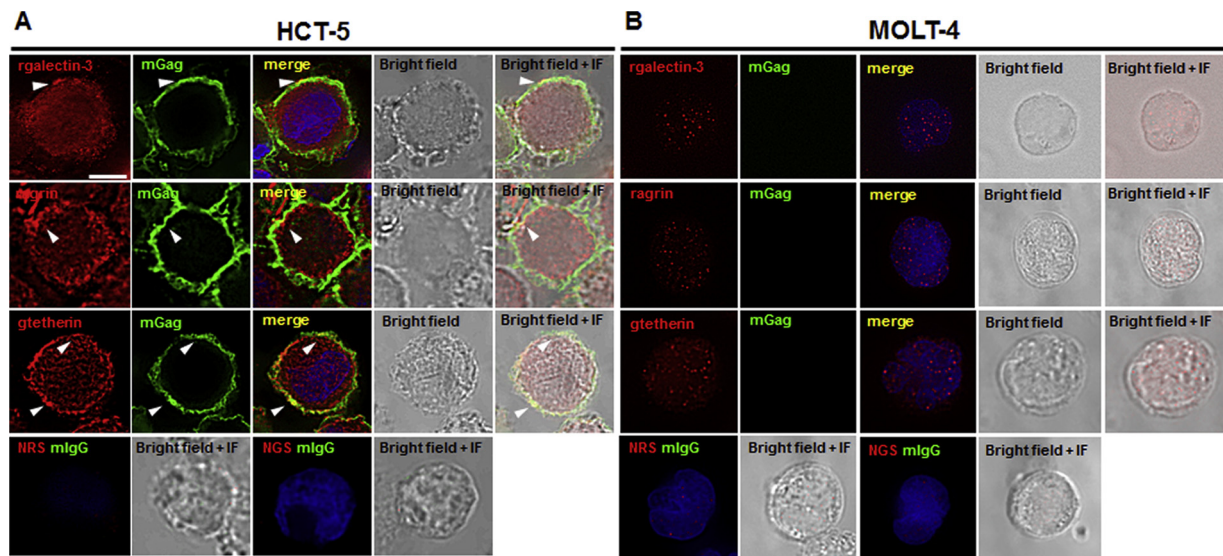 A
HCT-5
B
MOLT-4
rgalectin-3 mGag merge Bright field Bright field + IF
rgalectin-3 mGag merge Bright field Bright field + IF
ragrin mGag merge Bright field Bright field + IF
ragrin mGag merge Bright field Bright field + IF
gtetherin mGag merge Bright field Bright field + IF
gtetherin mGag merge Bright field Bright field + IF
NRS mIgG Bright field + IF NGS mIgG Bright field + IF
NRS mIgG Bright field + IF NGS mIgG Bright field + IF